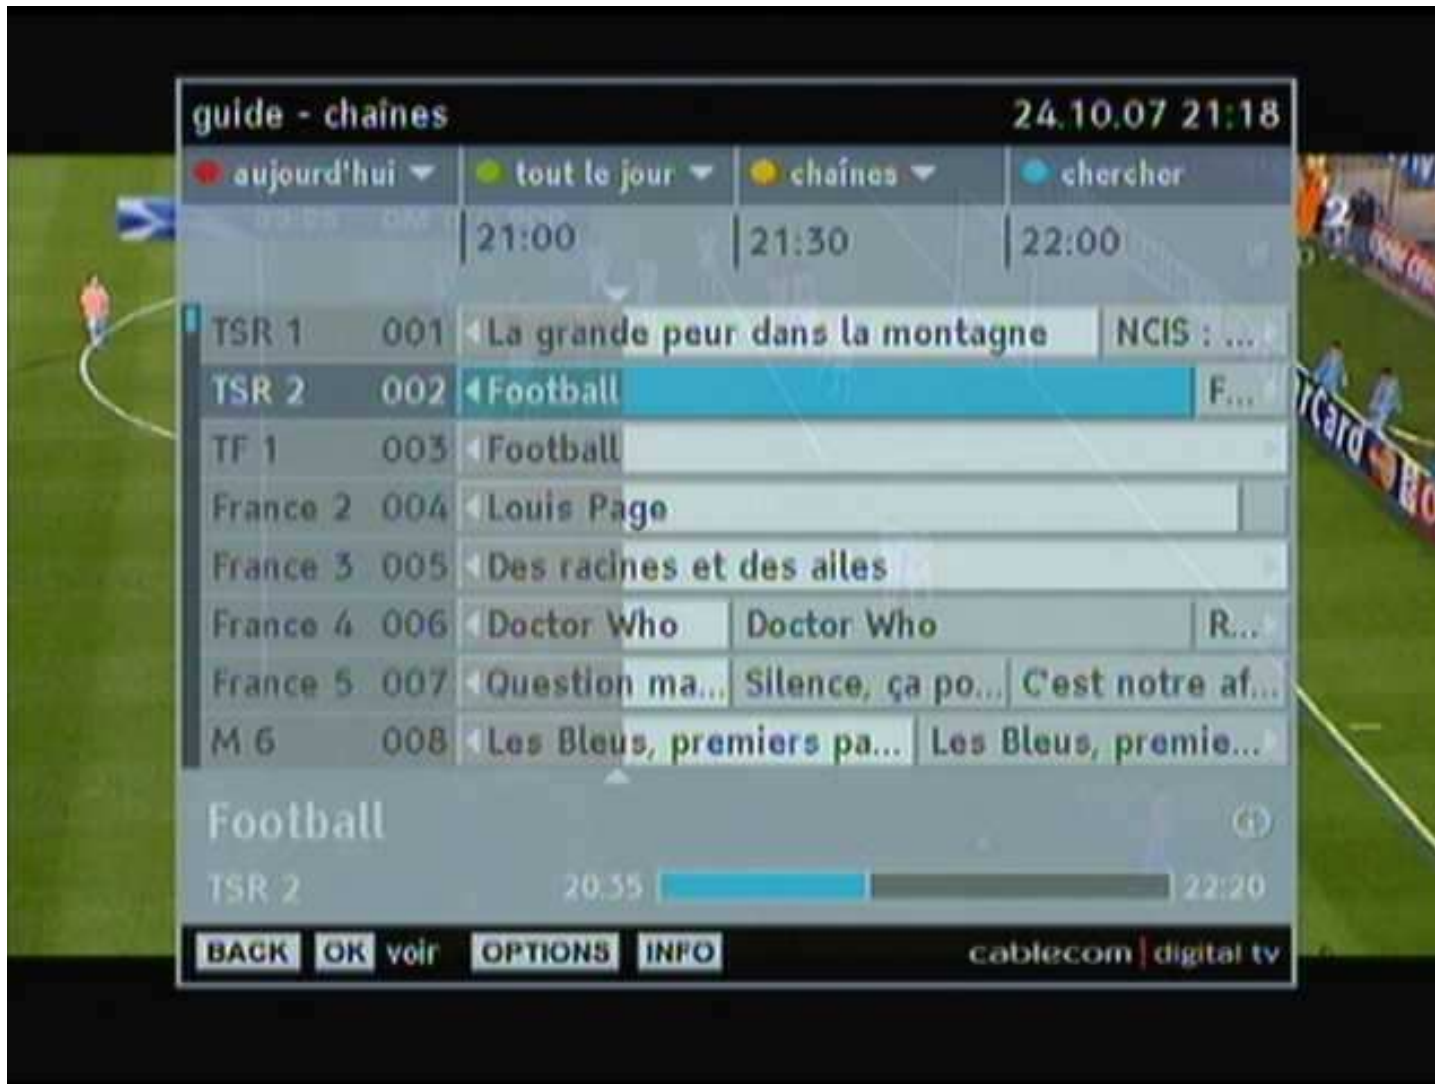 guide - chaînes 24.10.07 21:18
aujourd'hui tout le jour chaînes chercher
21:00 21:30 22:00
TSR 1 001 La grande peur dans la montagne NCIS : ...
TSR 2 002 Football F...
TF 1 003 Football
France 2 004 Louis Page
France 3 005 Des racines et des ailes
France 4 006 Doctor Who Doctor Who R...
France 5 007 Question ma... Silence, ça po... C'est notre af...
M 6 008 Les Bleus, premiers pa... Les Bleus, premie...
Football
TSR 2 20:35 22:20
BACK OK voir OPTIONS INFO cablecom digital tv